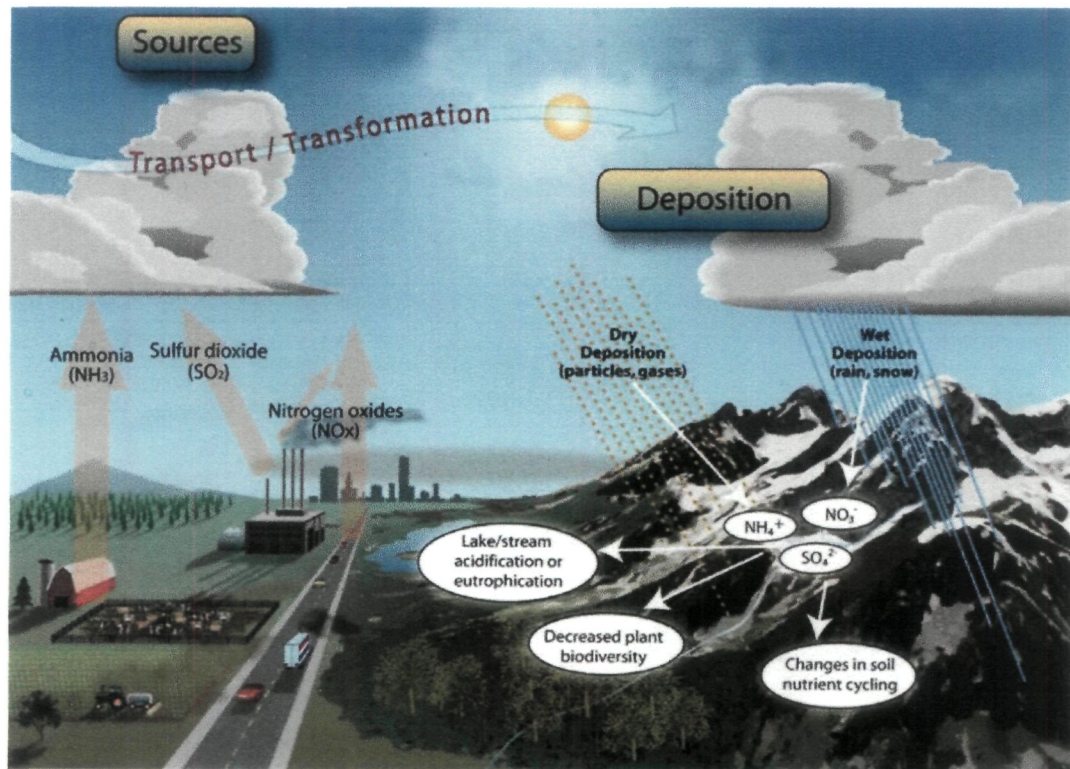 Sources
Transport / Transformation
Deposition
Ammonia
(NH₃)
Sulfur dioxide
(SO₂)
Nitrogen oxides
(NOx)
Dry
Deposition
(particles, gases)
Wet
Deposition
(rain, snow)
NH₄⁺
NO₃⁻
SO₄²⁻
Lake/stream
acidification or
eutrophication
Decreased plant
biodiversity
Changes in soil
nutrient cycling